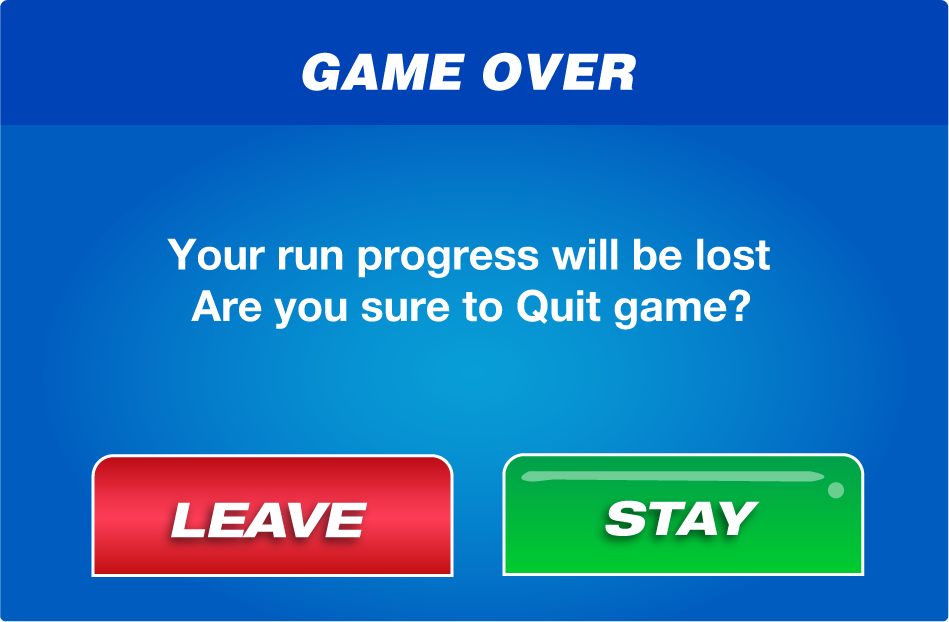 GAME OVER
Your run progress will be lost
Are you sure to Quit game?
LEAVE
STAY